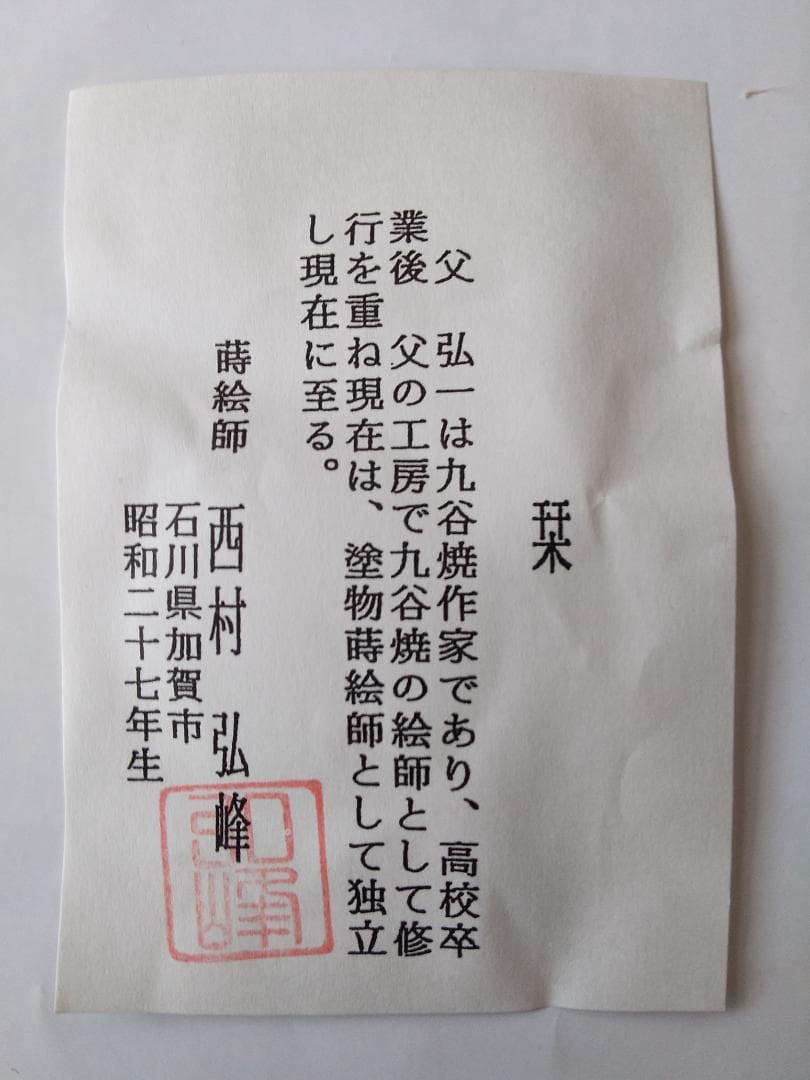 栞
父　弘一は九谷焼作家であり、高校卒
業後　父の工房で九谷焼の絵師として修
行を重ね現在は、塗物蒔絵師として独立
し現在に至る。
蒔絵師　西村　弘峰
石川県加賀市
昭和二十七年生
弘峰